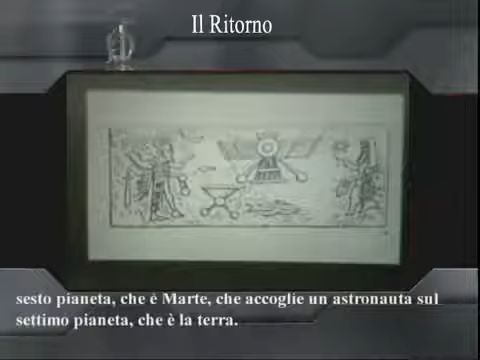 Il Ritorno
sesto pianeta, che è Marte, che accoglie un astronauta sul
settimo pianeta, che è la terra.